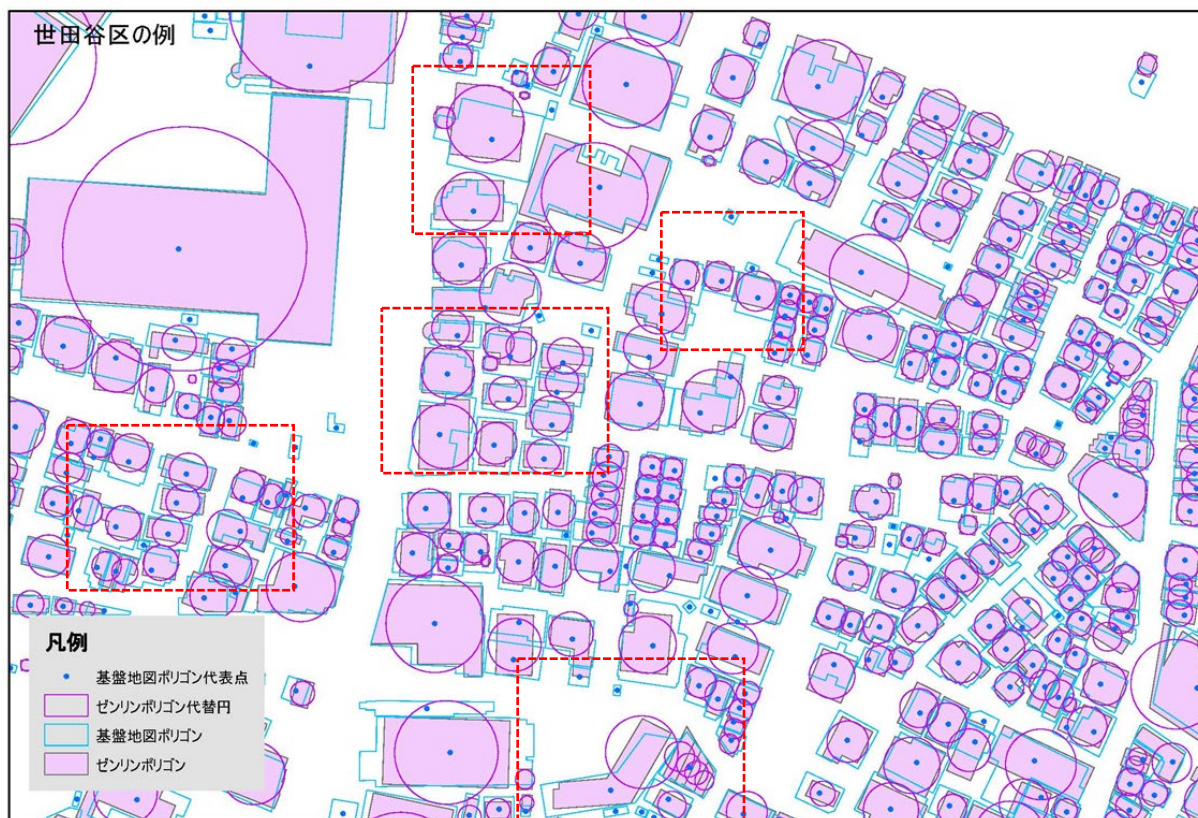 世田谷区の例
凡例
基盤地図ポリゴン代表点
ゼンリンポリゴン代替円
基盤地図ポリゴン
ゼンリンポリゴン